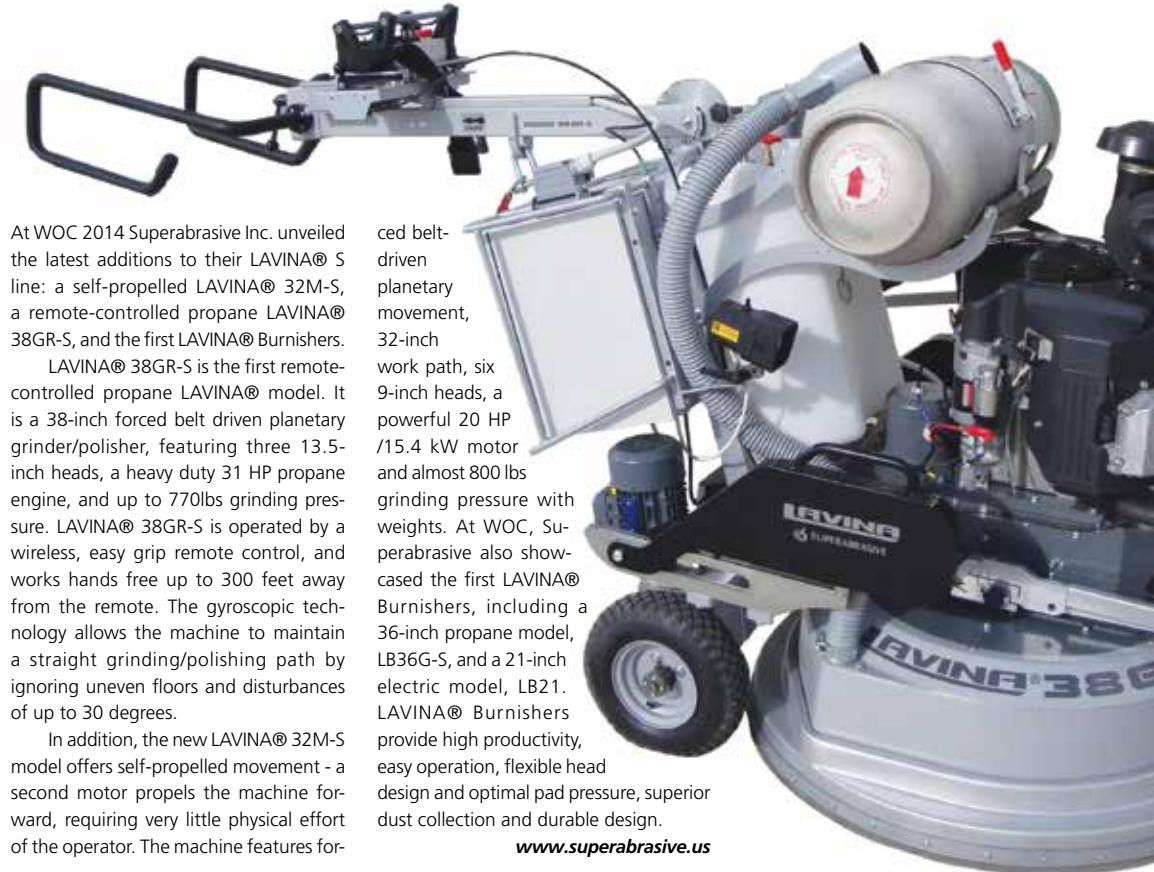 At WOC 2014 Superabrasive Inc. unveiled
the latest additions to their LAVINA® S
line: a self-propelled LAVINA® 32M-S,
a remote-controlled propane LAVINA®
38GR-S, and the first LAVINA® Burnishers.
LAVINA® 38GR-S is the first remote-
controlled propane LAVINA® model. It
is a 38-inch forced belt driven planetary
grinder/polisher, featuring three 13.5-
inch heads, a heavy duty 31 HP propane
engine, and up to 770lbs grinding pres-
sure. LAVINA® 38GR-S is operated by a
wireless, easy grip remote control, and
works hands free up to 300 feet away
from the remote. The gyroscopic tech-
nology allows the machine to maintain
a straight grinding/polishing path by
ignoring uneven floors and disturbances
of up to 30 degrees.
In addition, the new LAVINA® 32M-S
model offers self-propelled movement - a
second motor propels the machine for-
ward, requiring very little physical effort
of the operator. The machine features for-
ced belt-
driven
planetary
movement,
32-inch
work path, six
9-inch heads, a
powerful 20 HP
/15.4 kW motor
and almost 800 lbs
grinding pressure with
weights. At WOC, Su-
perabrasive also show-
cased the first LAVINA®
Burnishers, including a
36-inch propane model,
LB36G-S, and a 21-inch
electric model, LB21.
LAVINA® Burnishers
provide high productivity,
easy operation, flexible head
design and optimal pad pressure, superior
dust collection and durable design.
www.superabrasive.us
LAVINA
SUPERABRASIVE
LAVINA® 38G